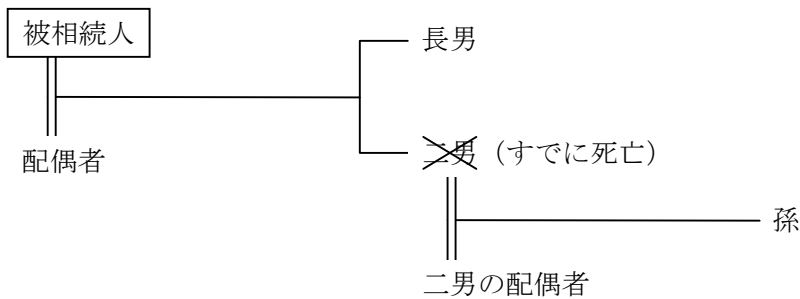 被相続人
長男
配偶者
二男（すでに死亡）
孫
二男の配偶者